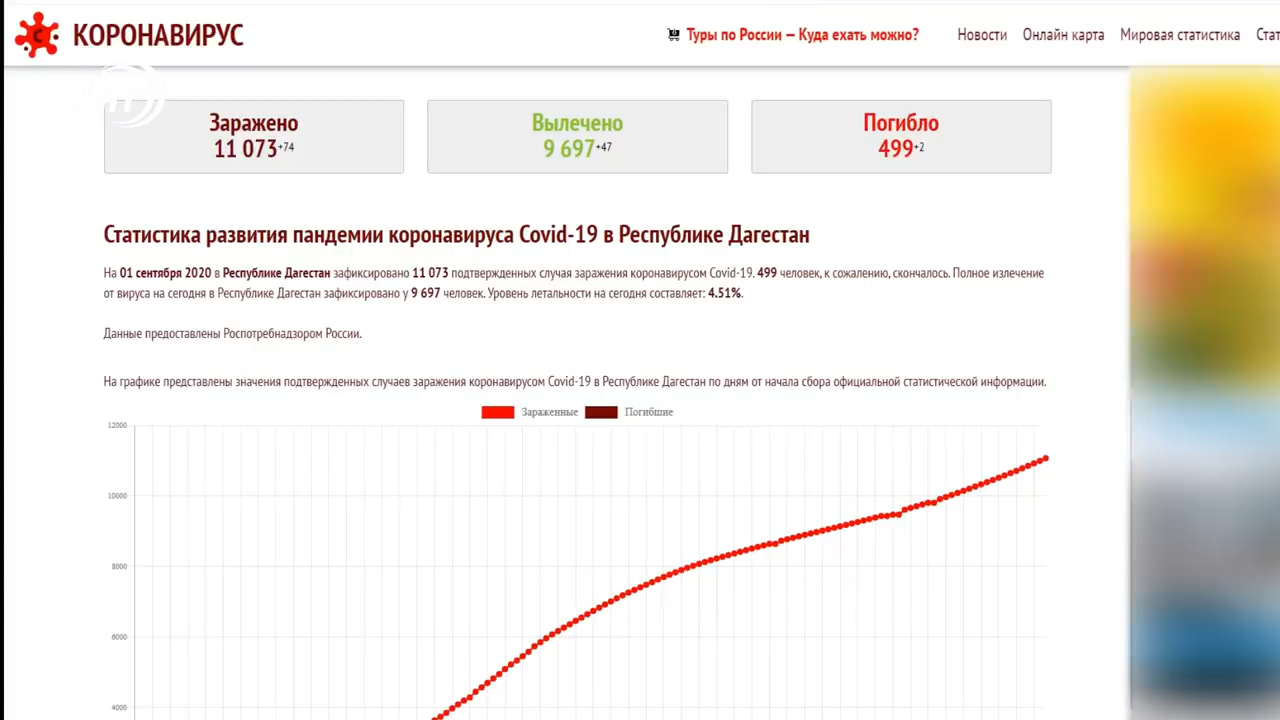 КОРОНАВИРУС
Туры по России — Куда ехать можно?
Новости
Онлайн карта
Мировая статистика
Стат
Заражено
11 073+74
Вылечено
9 697+47
Погибло
499+2
Статистика развития пандемии коронавируса Covid-19 в Республике Дагестан
На 01 сентября 2020 в Республике Дагестан зафиксировано 11 073 подтвержденных случая заражения коронавирусом Covid-19. 499 человек, к сожалению, скончалось. Полное излечение
от вируса на сегодня в Республике Дагестан зафиксировано у 9 697 человек. Уровень летальности на сегодня составляет: 4.51%.
Данные предоставлены Роспотребнадзором России.
На графике представлены значения подтвержденных случаев заражения коронавирусом Covid-19 в Республике Дагестан по дням от начала сбора официальной статистической информации.
Зараженные
Погибшие
12000
10000
8000
6000
4000